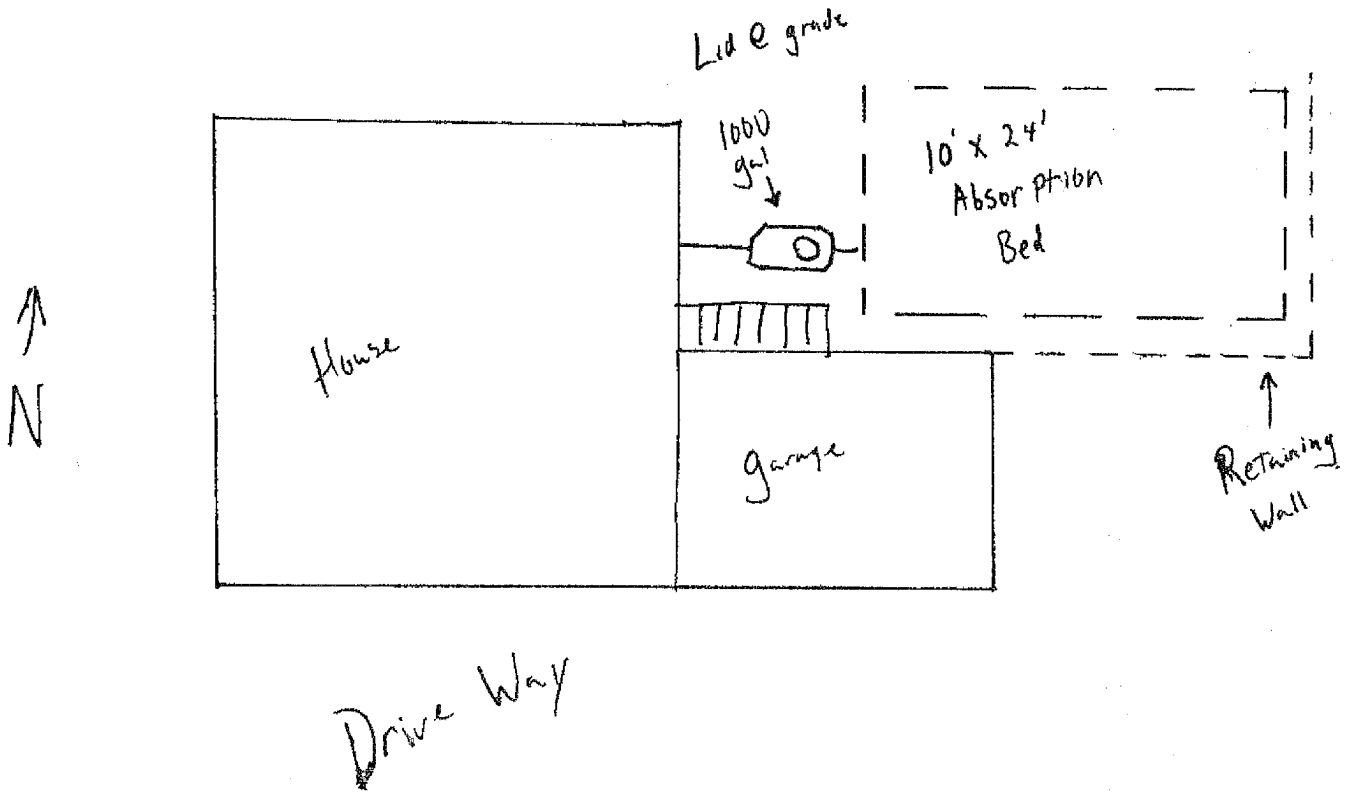 Lid @ grade
1000
gal
10' x 24'
Absorption
Bed
House
N
garage
Retaining
Wall
Drive Way